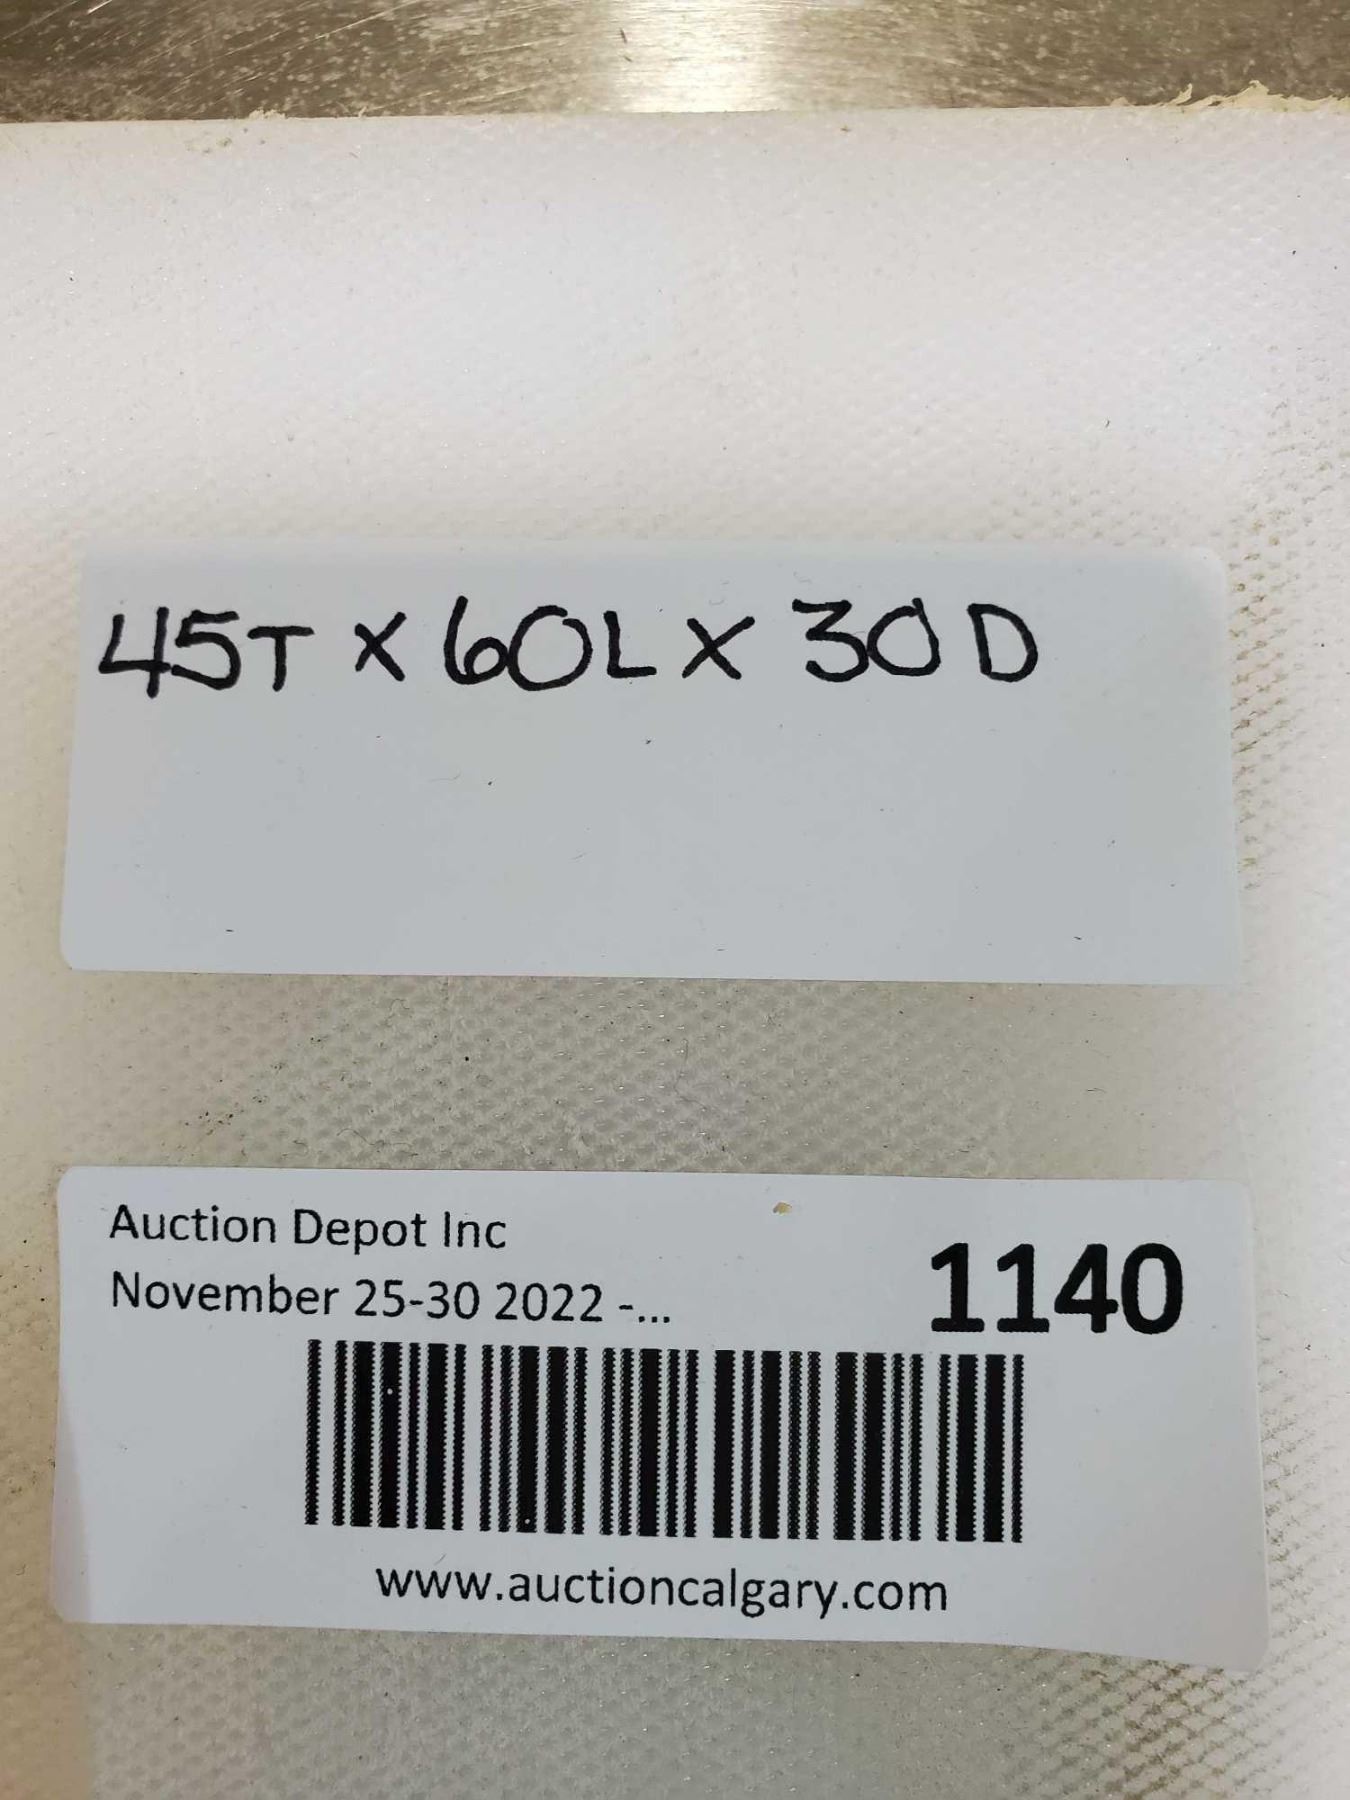 45T x 60L x 30D
Auction Depot Inc
November 25-30 2022 -...
1140
www.auctioncalgary.com